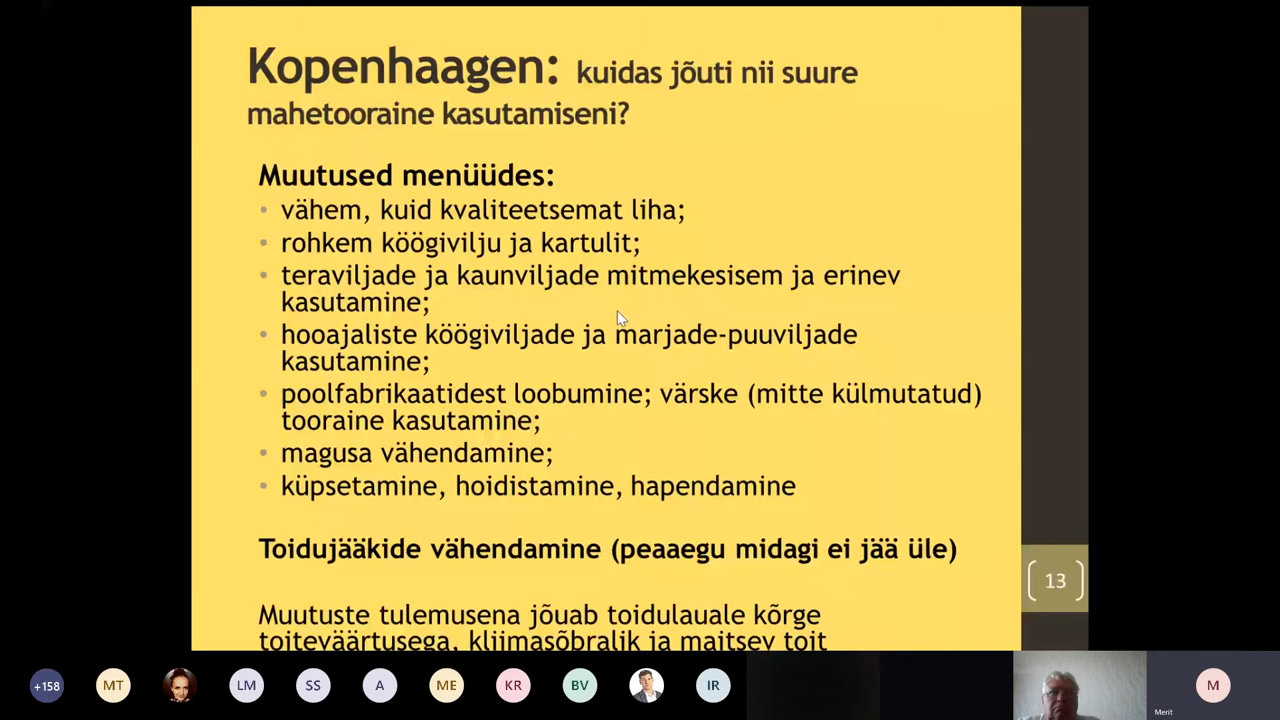 Kopenhaagen: kuidas jõuti nii suure
mahetooraine kasutamiseni?
Muutused menüüdes:
• vähem, kuid kvaliteetsemat liha;
• rohkem köögivilju ja kartulit;
• teraviljade ja kaunviljade mitmekesisem ja erinev
kasutamine;
• hooajaliste köögiviljade ja marjade-puuviljade
kasutamine;
• poolfabrikaatidest loobumine; värske (mitte külmutatud)
tooraine kasutamine;
• magusa vähendamine;
• küpsetamine, hoidistamine, hapendamine
Toidujääkide vähendamine (peaaegu midagi ei jää üle)
13
Muutuste tulemusena jõuab toidulauale kõrge
toiteväärtusega, kliimasõbralik ja maitsev toit
+158 MT LM SS A ME KR BV IR M
Merit